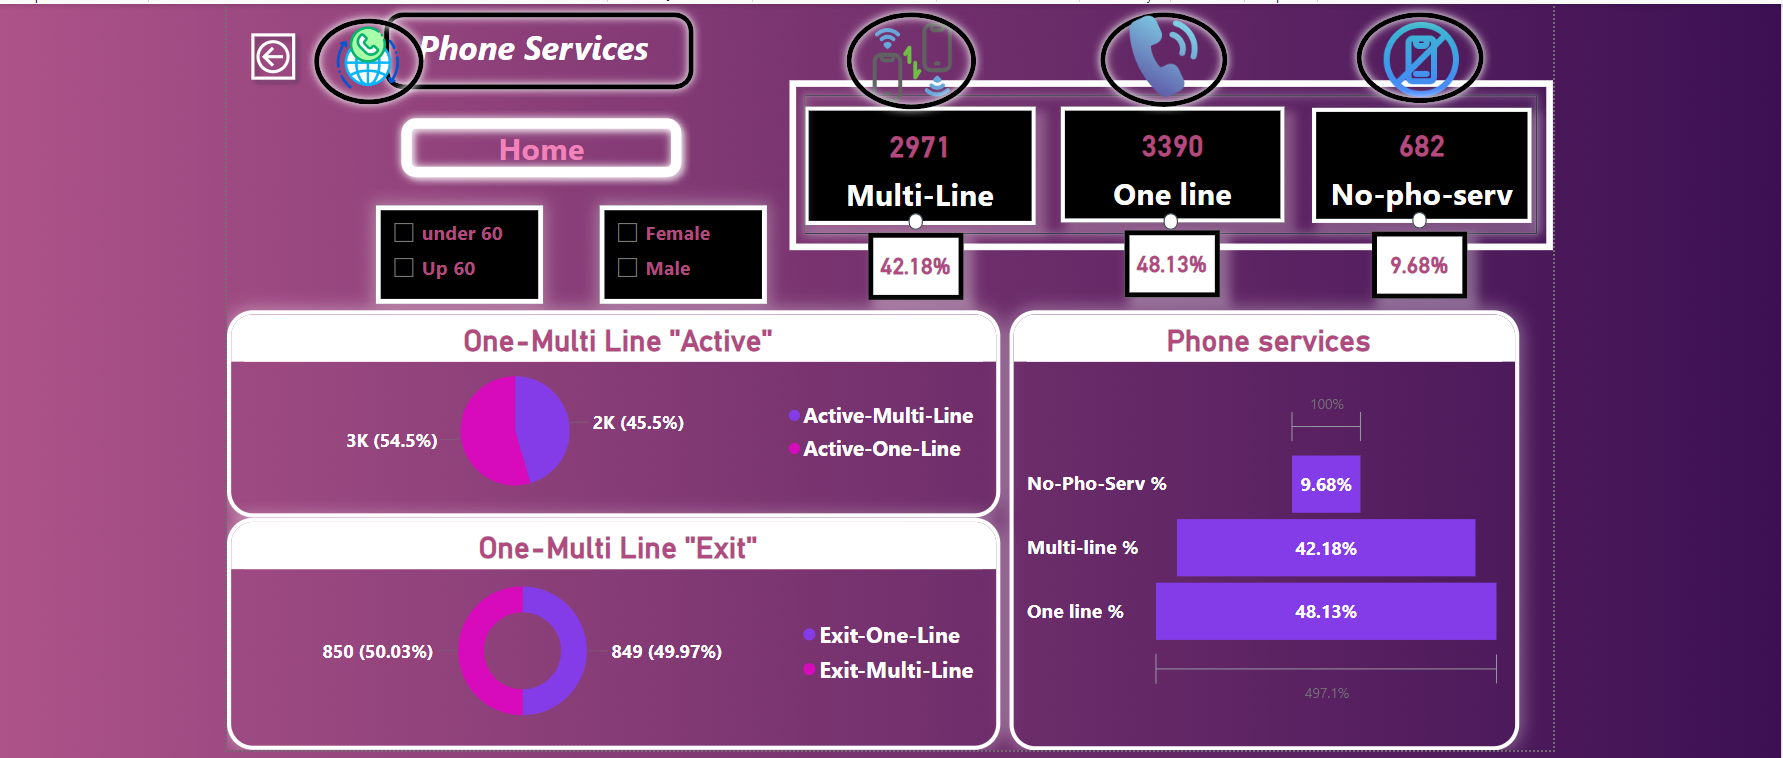 Phone Services
Home
2971
Multi-Line
3390
One line
682
No-pho-serv
under 60
Up 60
Female
Male
42.18%
48.13%
9.68%
One-Multi Line "Active"
3K (54.5%)
2K (45.5%)
Active-Multi-Line
Active-One-Line
One-Multi Line "Exit"
850 (50.03%)
849 (49.97%)
Exit-One-Line
Exit-Multi-Line
Phone services
100%
No-Pho-Serv %
9.68%
Multi-line %
42.18%
One line %
48.13%
497.1%